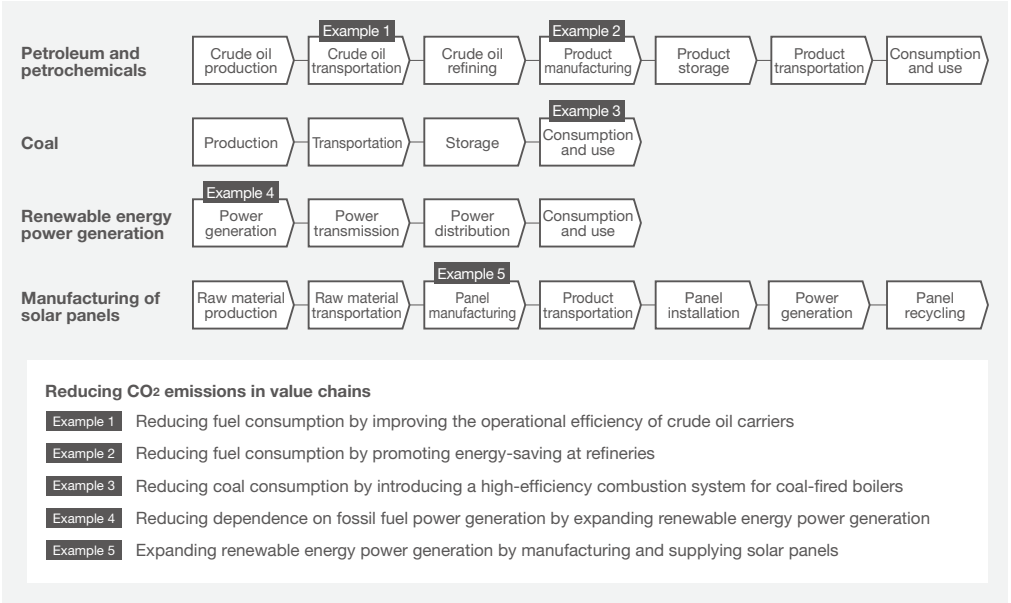 Petroleum and
petrochemicals
Crude oil
production
Example 1
Crude oil
transportation
Crude oil
refining
Example 2
Product
manufacturing
Product
storage
Product
transportation
Consumption
and use
Coal
Production
Transportation
Storage
Example 3
Consumption
and use
Renewable energy
power generation
Example 4
Power
generation
Power
transmission
Power
distribution
Consumption
and use
Manufacturing of
solar panels
Raw material
production
Raw material
transportation
Example 5
Panel
manufacturing
Product
transportation
Panel
installation
Power
generation
Panel
recycling
Reducing CO2 emissions in value chains
Example 1 Reducing fuel consumption by improving the operational efficiency of crude oil carriers
Example 2 Reducing fuel consumption by promoting energy-saving at refineries
Example 3 Reducing coal consumption by introducing a high-efficiency combustion system for coal-fired boilers
Example 4 Reducing dependence on fossil fuel power generation by expanding renewable energy power generation
Example 5 Expanding renewable energy power generation by manufacturing and supplying solar panels